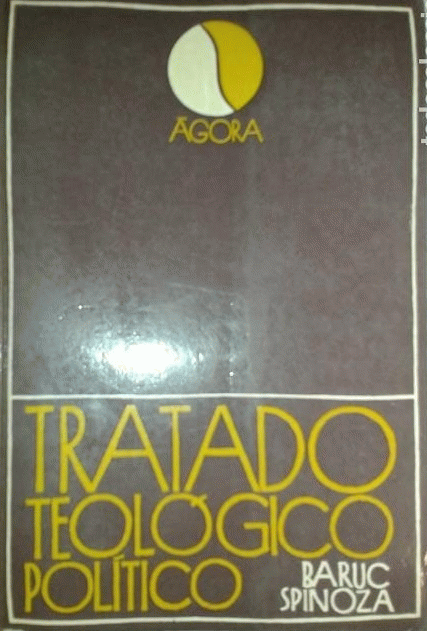 ÁGORA
TRATADO
TEOLÓGICO
POLÍTICO
BARUC
SPINOZA